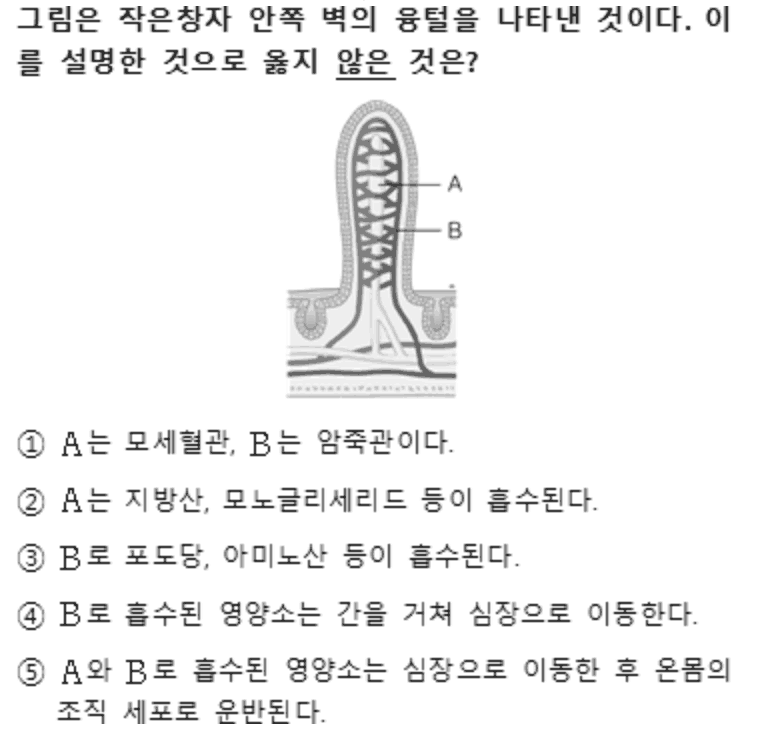 그림은 작은창자 안쪽 벽의 융털을 나타낸 것이다. 이
를 설명한 것으로 옳지 않은 것은?
A
B
① A는 모세혈관, B는 암죽관이다.
② A는 지방산, 모노글리세리드 등이 흡수된다.
③ B로 포도당, 아미노산 등이 흡수된다.
④ B로 흡수된 영양소는 간을 거쳐 심장으로 이동한다.
⑤ A와 B로 흡수된 영양소는 심장으로 이동한 후 온몸의
조직 세포로 운반된다.